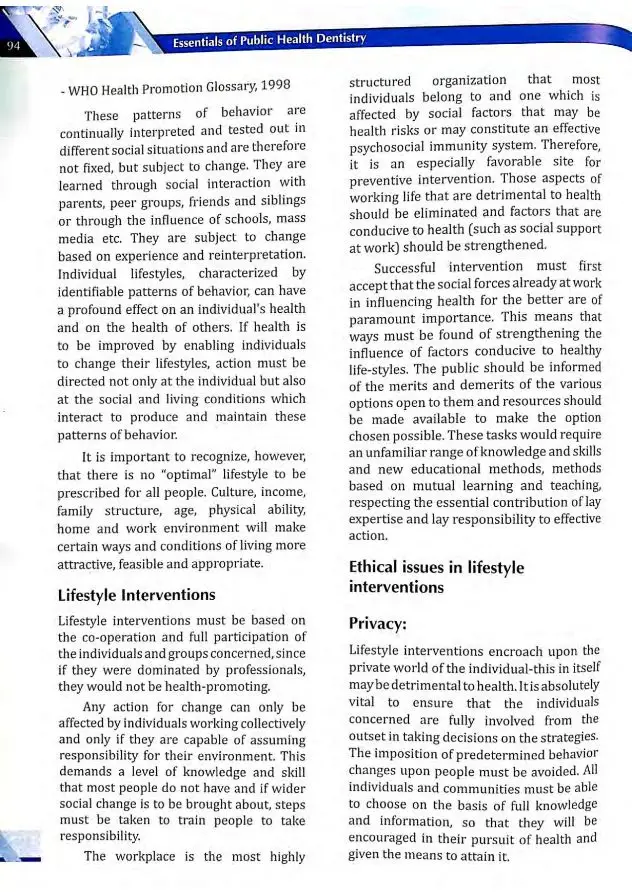 94
Essentials of Public Health Dentistry
- WHO Health Promotion Glossary, 1998
These patterns of behavior are
continually interpreted and tested out in
different social situations and are therefore
not fixed, but subject to change. They are
learned through social interaction with
parents, peer groups, friends and siblings
or through the influence of schools, mass
media etc. They are subject to change
based on experience and reinterpretation.
Individual lifestyles, characterized by
identifiable patterns of behavior, can have
a profound effect on an individual's health
and on the health of others. If health is
to be improved by enabling individuals
to change their lifestyles, action must be
directed not only at the individual but also
at the social and living conditions which
interact to produce and maintain these
patterns of behavior.
It is important to recognize, however,
that there is no “optimal” lifestyle to be
prescribed for all people. Culture, income,
family structure, age, physical ability,
home and work environment will make
certain ways and conditions of living more
attractive, feasible and appropriate.
Lifestyle Interventions
Lifestyle interventions must be based on
the co-operation and full participation of
the individuals and groups concerned, since
if they were dominated by professionals,
they would not be health-promoting.
Any action for change can only be
affected by individuals working collectively
and only if they are capable of assuming
responsibility for their environment. This
demands a level of knowledge and skill
that most people do not have and if wider
social change is to be brought about, steps
must be taken to train people to take
responsibility.
The workplace is the most highly
structured organization that most
individuals belong to and one which is
affected by social factors that may be
health risks or may constitute an effective
psychosocial immunity system. Therefore,
it is an especially favorable site for
preventive intervention. Those aspects of
working life that are detrimental to health
should be eliminated and factors that are
conducive to health (such as social support
at work) should be strengthened.
Successful intervention must first
accept that the social forces already at work
in influencing health for the better are of
paramount importance. This means that
ways must be found of strengthening the
influence of factors conducive to healthy
life-styles. The public should be informed
of the merits and demerits of the various
options open to them and resources should
be made available to make the option
chosen possible. These tasks would require
an unfamiliar range of knowledge and skills
and new educational methods, methods
based on mutual learning and teaching,
respecting the essential contribution of lay
expertise and lay responsibility to effective
action.
Ethical issues in lifestyle
interventions
Privacy:
Lifestyle interventions encroach upon the
private world of the individual-this in itself
may be detrimental to health. It is absolutely
vital to ensure that the individuals
concerned are fully involved from the
outset in taking decisions on the strategies.
The imposition of predetermined behavior
changes upon people must be avoided. All
individuals and communities must be able
to choose on the basis of full knowledge
and information, so that they will be
encouraged in their pursuit of health and
given the means to attain it.